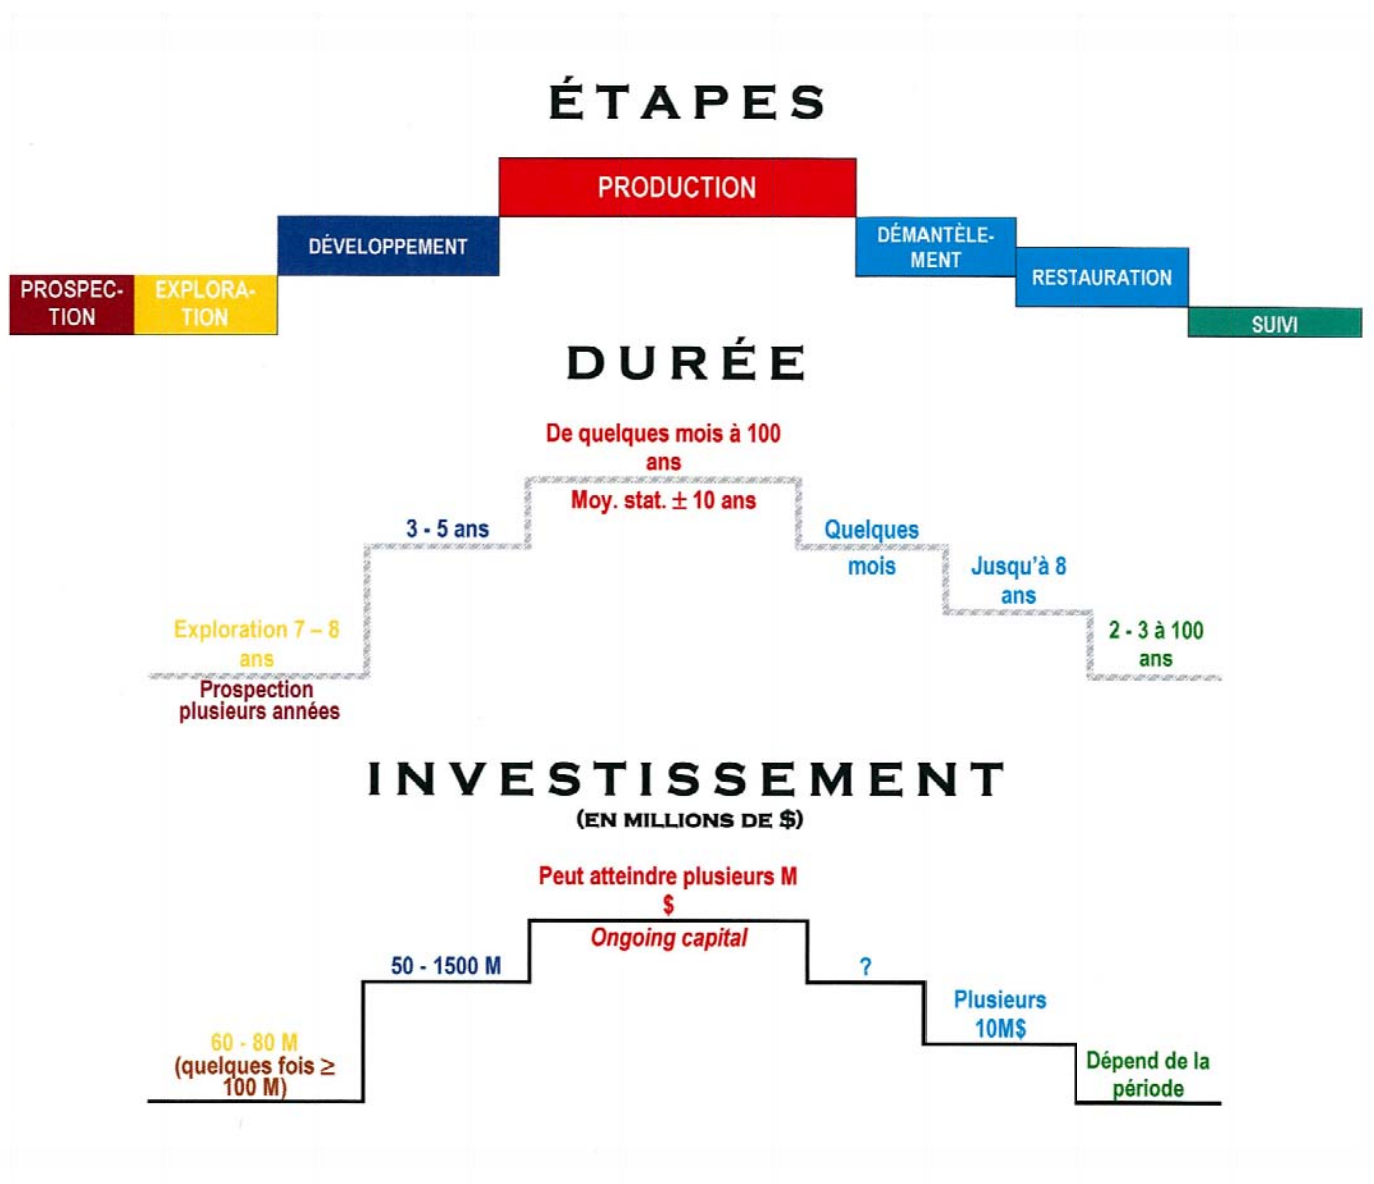 ÉTAPES
PRODUCTION
DÉVELOPPEMENT
DÉMANTÈLE-
MENT
RESTAURATION
PROSPEC-
TION
EXPLORA-
TION
SUIVI
DURÉE
De quelques mois à 100
ans
Moy. stat. ± 10 ans
3 - 5 ans
Quelques
mois
Jusqu'à 8
ans
Exploration 7 – 8
ans
Prospection
plusieurs années
2 - 3 à 100
ans
INVESTISSEMENT
(EN MILLIONS DE $)
Peut atteindre plusieurs M
$
Ongoing capital
50 - 1500 M
?
Plusieurs
10M$
60 - 80 M
(quelques fois ≥
100 M)
Dépend de la
période